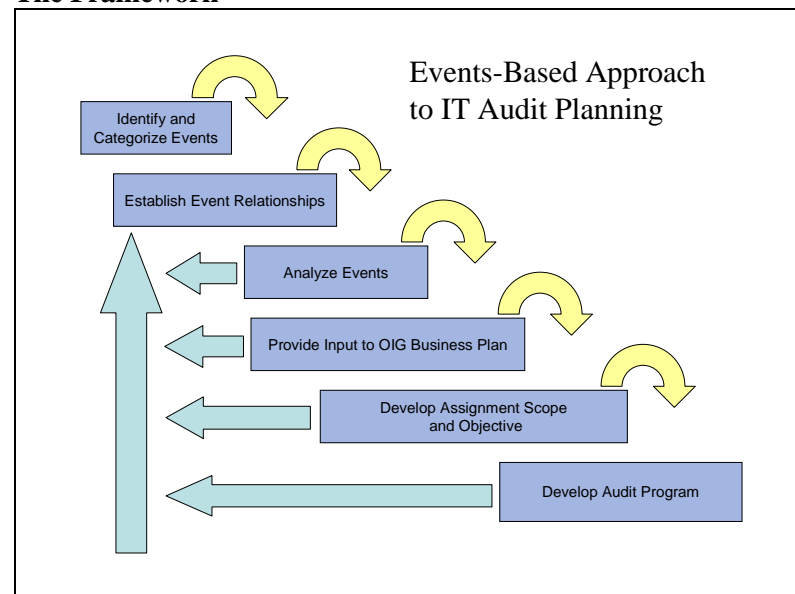 The Framework
Events-Based Approach
to IT Audit Planning
Identify and
Categorize Events
Establish Event Relationships
Analyze Events
Provide Input to OIG Business Plan
Develop Assignment Scope
and Objective
Develop Audit Program